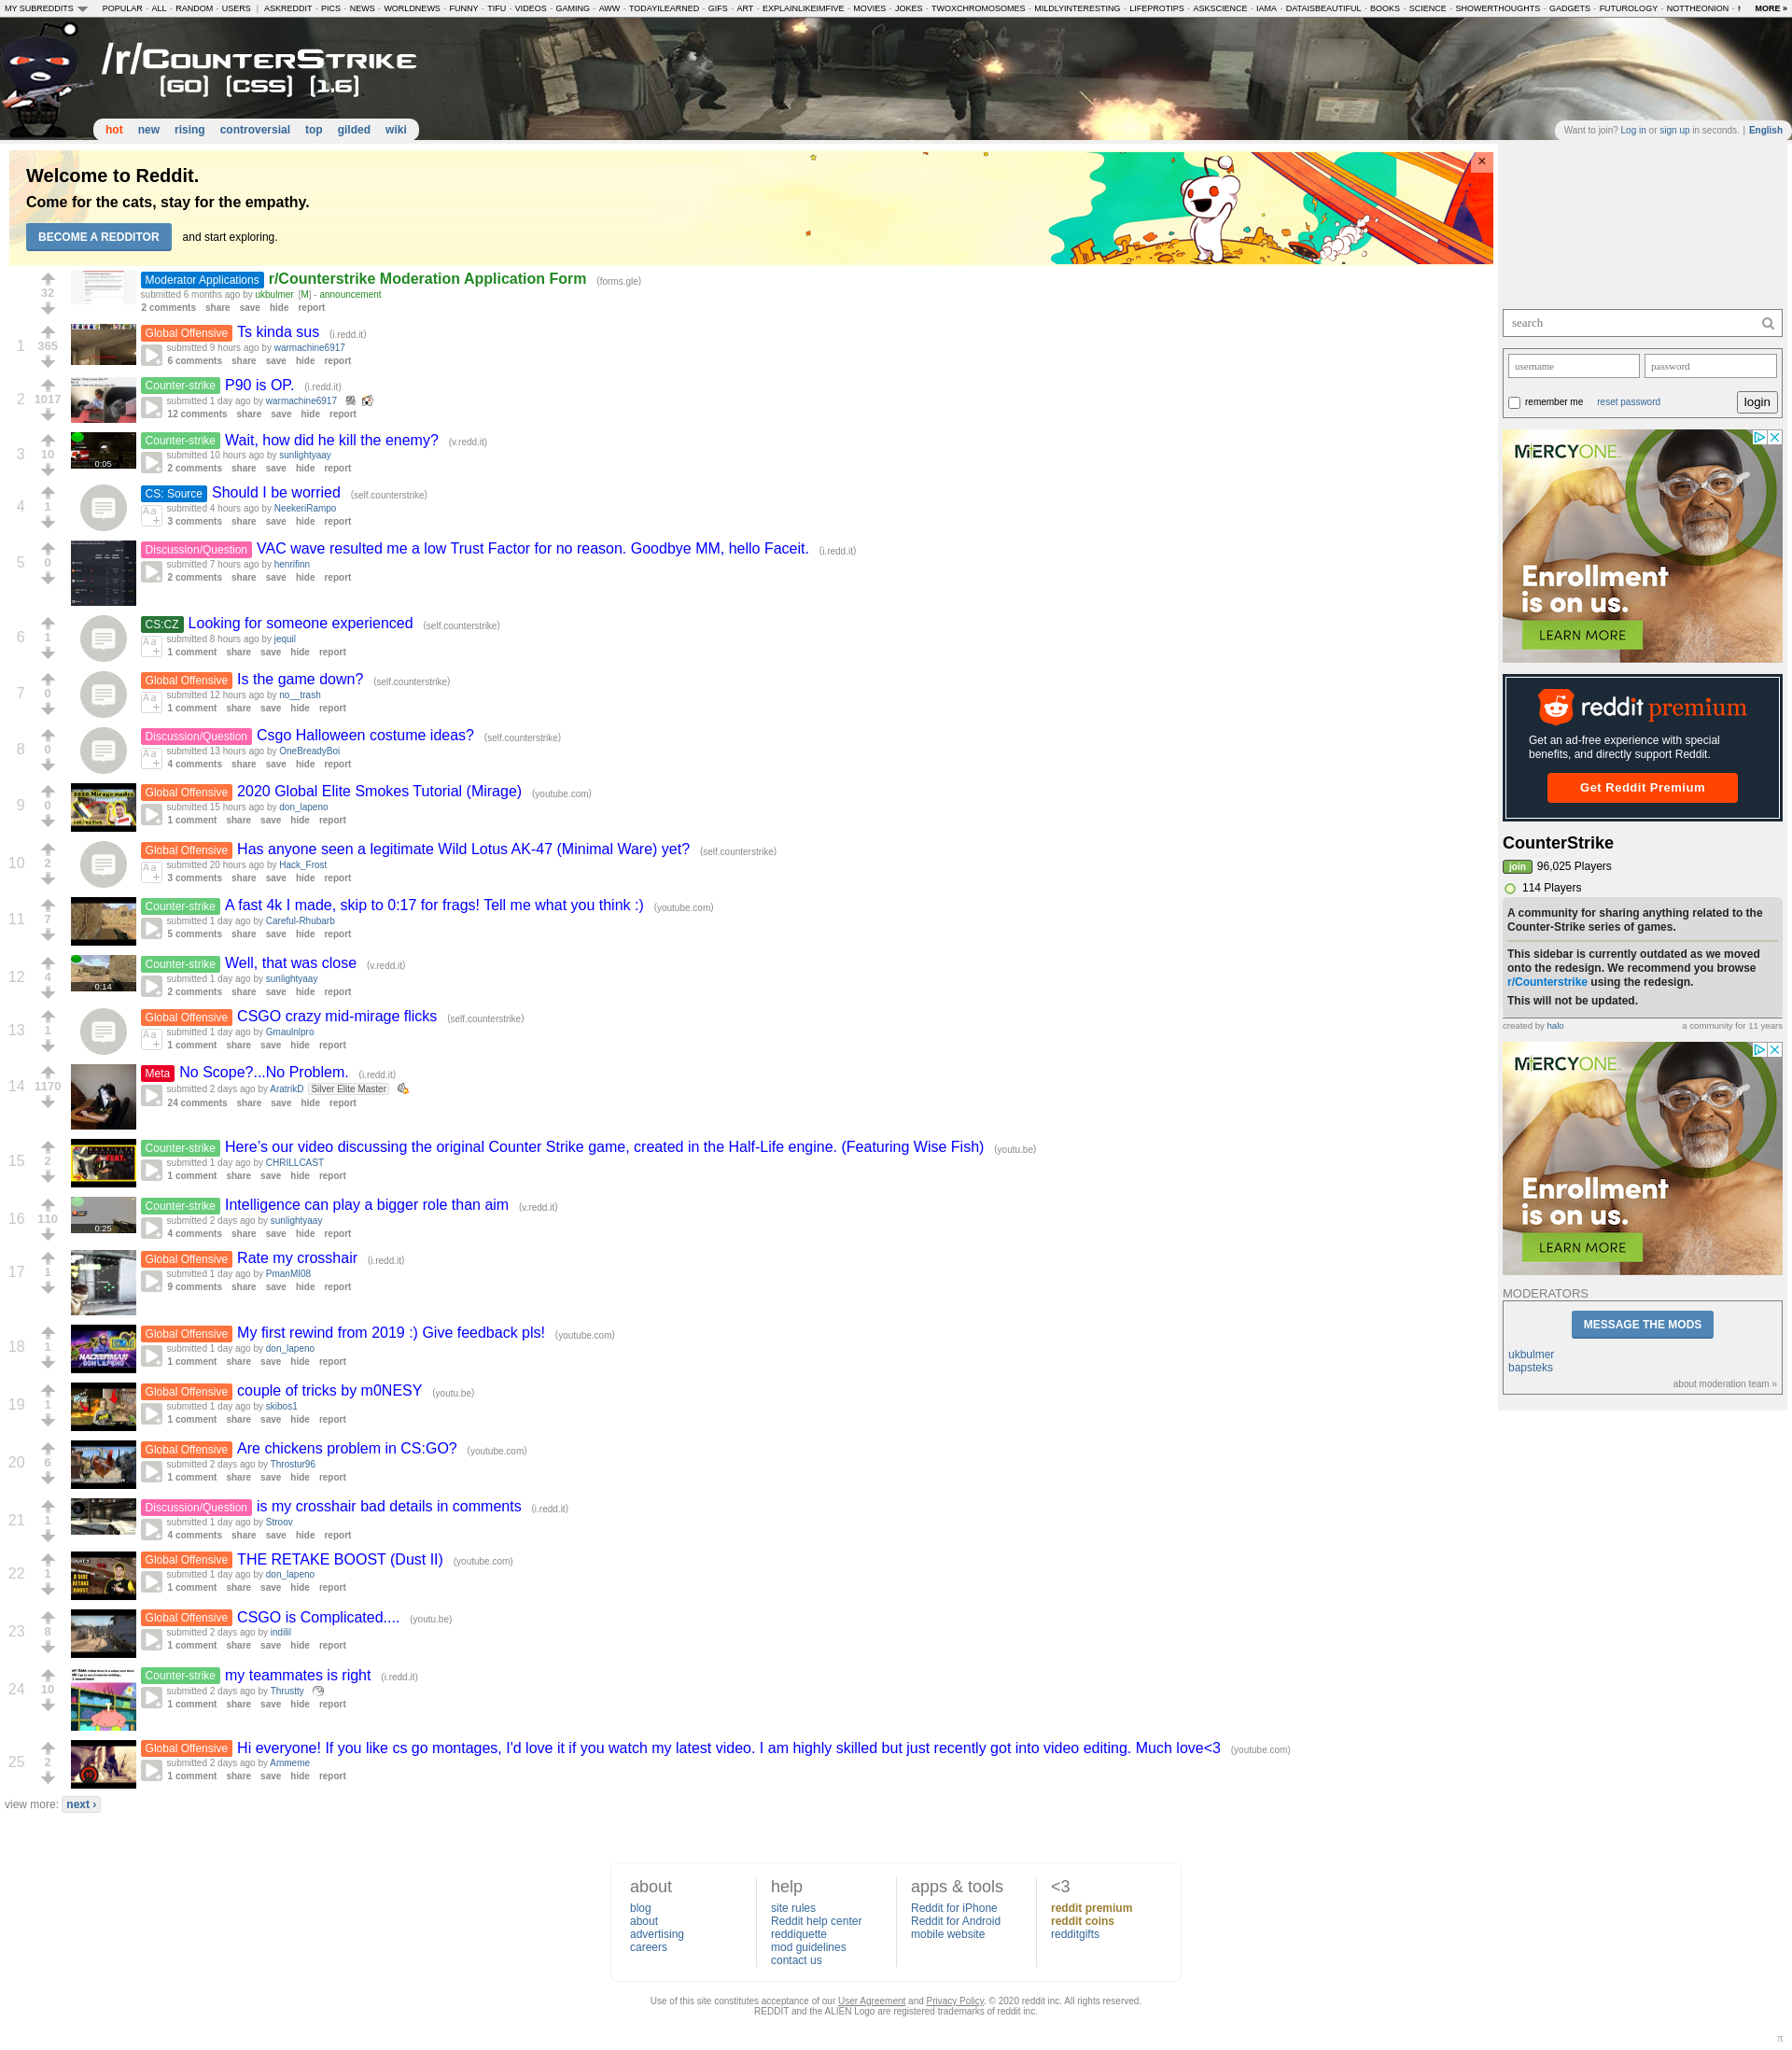 MY SUBREDDITS POPULAR - ALL - RANDOM - USERS | ASKREDDIT - PICS - NEWS - WORLDNEWS - FUNNY - TIFU - VIDEOS - GAMING - AWW - TODAYILEARNED - GIFS - ART - EXPLAINLIKEIMFIVE - MOVIES - JOKES - TWOXCHROMOSOMES - MILDLYINTERESTING - LIFEPROTIPS - ASKSCIENCE - IAMA - DATAISBEAUTIFUL - BOOKS - SCIENCE - SHOWERTHOUGHTS - GADGETS - FUTUROLOGY - NOTTHEONION - MORE »
/r/CounterStrike
[GO] [CSS] [1.6]
hot new rising controversial top gilded wiki
Want to join? Log in or sign up in seconds. | English
Welcome to Reddit.
Come for the cats, stay for the empathy.
BECOME A REDDITOR and start exploring.
×
32
Moderator Applications r/Counterstrike Moderation Application Form (forms.gle)
submitted 6 months ago by ukbulmer [M] - announcement
2 comments share save hide report
1 365
Global Offensive Ts kinda sus (i.redd.it)
submitted 9 hours ago by warmachine6917
6 comments share save hide report
2 1017
Counter-strike P90 is OP. (i.redd.it)
submitted 1 day ago by warmachine6917
12 comments share save hide report
3 10
0:05
Counter-strike Wait, how did he kill the enemy? (v.redd.it)
submitted 10 hours ago by sunlightyaay
2 comments share save hide report
4 1
CS: Source Should I be worried (self.counterstrike)
Aa+ submitted 4 hours ago by NeekeriRampo
3 comments share save hide report
5 0
Discussion/Question VAC wave resulted me a low Trust Factor for no reason. Goodbye MM, hello Faceit. (i.redd.it)
submitted 7 hours ago by henrifinn
2 comments share save hide report
6 1
CS:CZ Looking for someone experienced (self.counterstrike)
Aa+ submitted 8 hours ago by jequil
1 comment share save hide report
7 0
Global Offensive Is the game down? (self.counterstrike)
Aa+ submitted 12 hours ago by no__trash
1 comment share save hide report
8 0
Discussion/Question Csgo Halloween costume ideas? (self.counterstrike)
Aa+ submitted 13 hours ago by OneBreadyBoi
4 comments share save hide report
9 0
2020 Mirage nades
Global Offensive 2020 Global Elite Smokes Tutorial (Mirage) (youtube.com)
submitted 15 hours ago by don_lapeno
1 comment share save hide report
10 2
Global Offensive Has anyone seen a legitimate Wild Lotus AK-47 (Minimal Ware) yet? (self.counterstrike)
Aa+ submitted 20 hours ago by Hack_Frost
3 comments share save hide report
11 7
Counter-strike A fast 4k I made, skip to 0:17 for frags! Tell me what you think :) (youtube.com)
submitted 1 day ago by Careful-Rhubarb
5 comments share save hide report
12 4
0:14
Counter-strike Well, that was close (v.redd.it)
submitted 1 day ago by sunlightyaay
2 comments share save hide report
13 1
Global Offensive CSGO crazy mid-mirage flicks (self.counterstrike)
Aa+ submitted 1 day ago by Gmaulnlpro
1 comment share save hide report
14 1170
Meta No Scope?...No Problem. (i.redd.it)
submitted 2 days ago by AratrikD Silver Elite Master
24 comments share save hide report
15 2
Counter-strike Here’s our video discussing the original Counter Strike game, created in the Half-Life engine. (Featuring Wise Fish) (youtu.be)
submitted 1 day ago by CHRILLCAST
1 comment share save hide report
16 110
0:25
Counter-strike Intelligence can play a bigger role than aim (v.redd.it)
submitted 2 days ago by sunlightyaay
4 comments share save hide report
17 1
Global Offensive Rate my crosshair (i.redd.it)
submitted 1 day ago by PmanMI08
9 comments share save hide report
18 1
HACKERMAN
DON LAPENO
Global Offensive My first rewind from 2019 :) Give feedback pls! (youtube.com)
submitted 1 day ago by don_lapeno
1 comment share save hide report
19 1
Global Offensive couple of tricks by m0NESY (youtu.be)
submitted 1 day ago by skibos1
1 comment share save hide report
20 6
Global Offensive Are chickens problem in CS:GO? (youtube.com)
submitted 2 days ago by Throstur96
1 comment share save hide report
21 1
Discussion/Question is my crosshair bad details in comments (i.redd.it)
submitted 1 day ago by Stroov
4 comments share save hide report
22 1
RETAKE
BOOST
Global Offensive THE RETAKE BOOST (Dust II) (youtube.com)
submitted 1 day ago by don_lapeno
1 comment share save hide report
23 8
Global Offensive CSGO is Complicated.... (youtu.be)
submitted 2 days ago by indilil
1 comment share save hide report
24 10
Counter-strike my teammates is right (i.redd.it)
submitted 2 days ago by Thrustty
1 comment share save hide report
25 2
Global Offensive Hi everyone! If you like cs go montages, I'd love it if you watch my latest video. I am highly skilled but just recently got into video editing. Much love<3 (youtube.com)
submitted 2 days ago by Ammeme
1 comment share save hide report
view more: next ›
search
username password
remember me reset password login
MERCYONE.
Enrollment
is on us.
LEARN MORE
reddit premium
Get an ad-free experience with special
benefits, and directly support Reddit.
Get Reddit Premium
CounterStrike
join 96,025 Players
114 Players
A community for sharing anything related to the
Counter-Strike series of games.
This sidebar is currently outdated as we moved
onto the redesign. We recommend you browse
r/Counterstrike using the redesign.
This will not be updated.
created by halo a community for 11 years
MERCYONE.
Enrollment
is on us.
LEARN MORE
MODERATORS
MESSAGE THE MODS
ukbulmer
bapsteks
about moderation team »
about
blog
about
advertising
careers
help
site rules
Reddit help center
reddiquette
mod guidelines
contact us
apps & tools
Reddit for iPhone
Reddit for Android
mobile website
<3
reddit premium
reddit coins
redditgifts
Use of this site constitutes acceptance of our User Agreement and Privacy Policy. © 2020 reddit inc. All rights reserved.
REDDIT and the ALIEN Logo are registered trademarks of reddit inc.
π